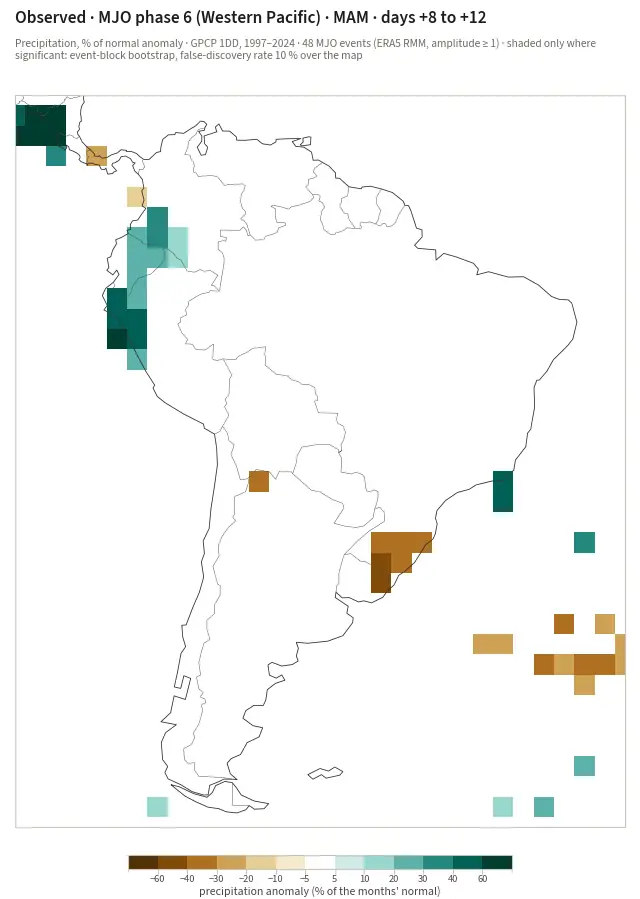 Observed · MJO phase 6 (Western Pacific) · MAM · days +8 to +12
Precipitation, % of normal anomaly · GPCP 1DD, 1997–2024 · 48 MJO events (ERA5 RMM, amplitude ≥ 1) · shaded only where
significant: event-block bootstrap, false-discovery rate 10 % over the map
−60 −40 −30 −20 −10 −5 5 10 20 30 40 60
precipitation anomaly (% of the months' normal)